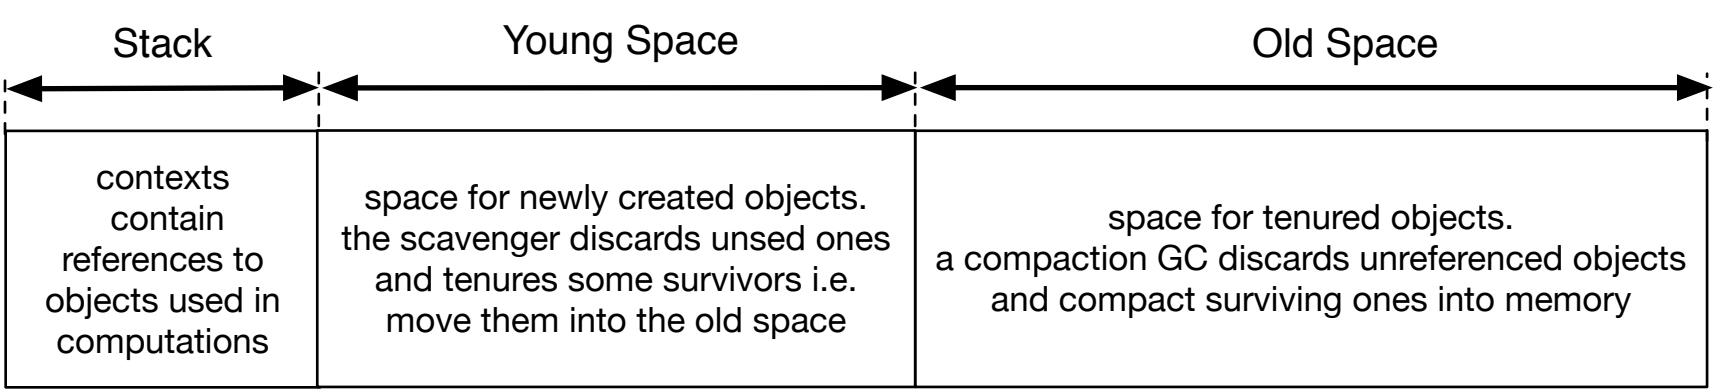 Stack
Young Space
Old Space
contexts
contain
references to
objects used in
computations
space for newly created objects.
the scavenger discards unsed ones
and tenures some survivors i.e.
move them into the old space
space for tenured objects.
a compaction GC discards unreferenced objects
and compact surviving ones into memory